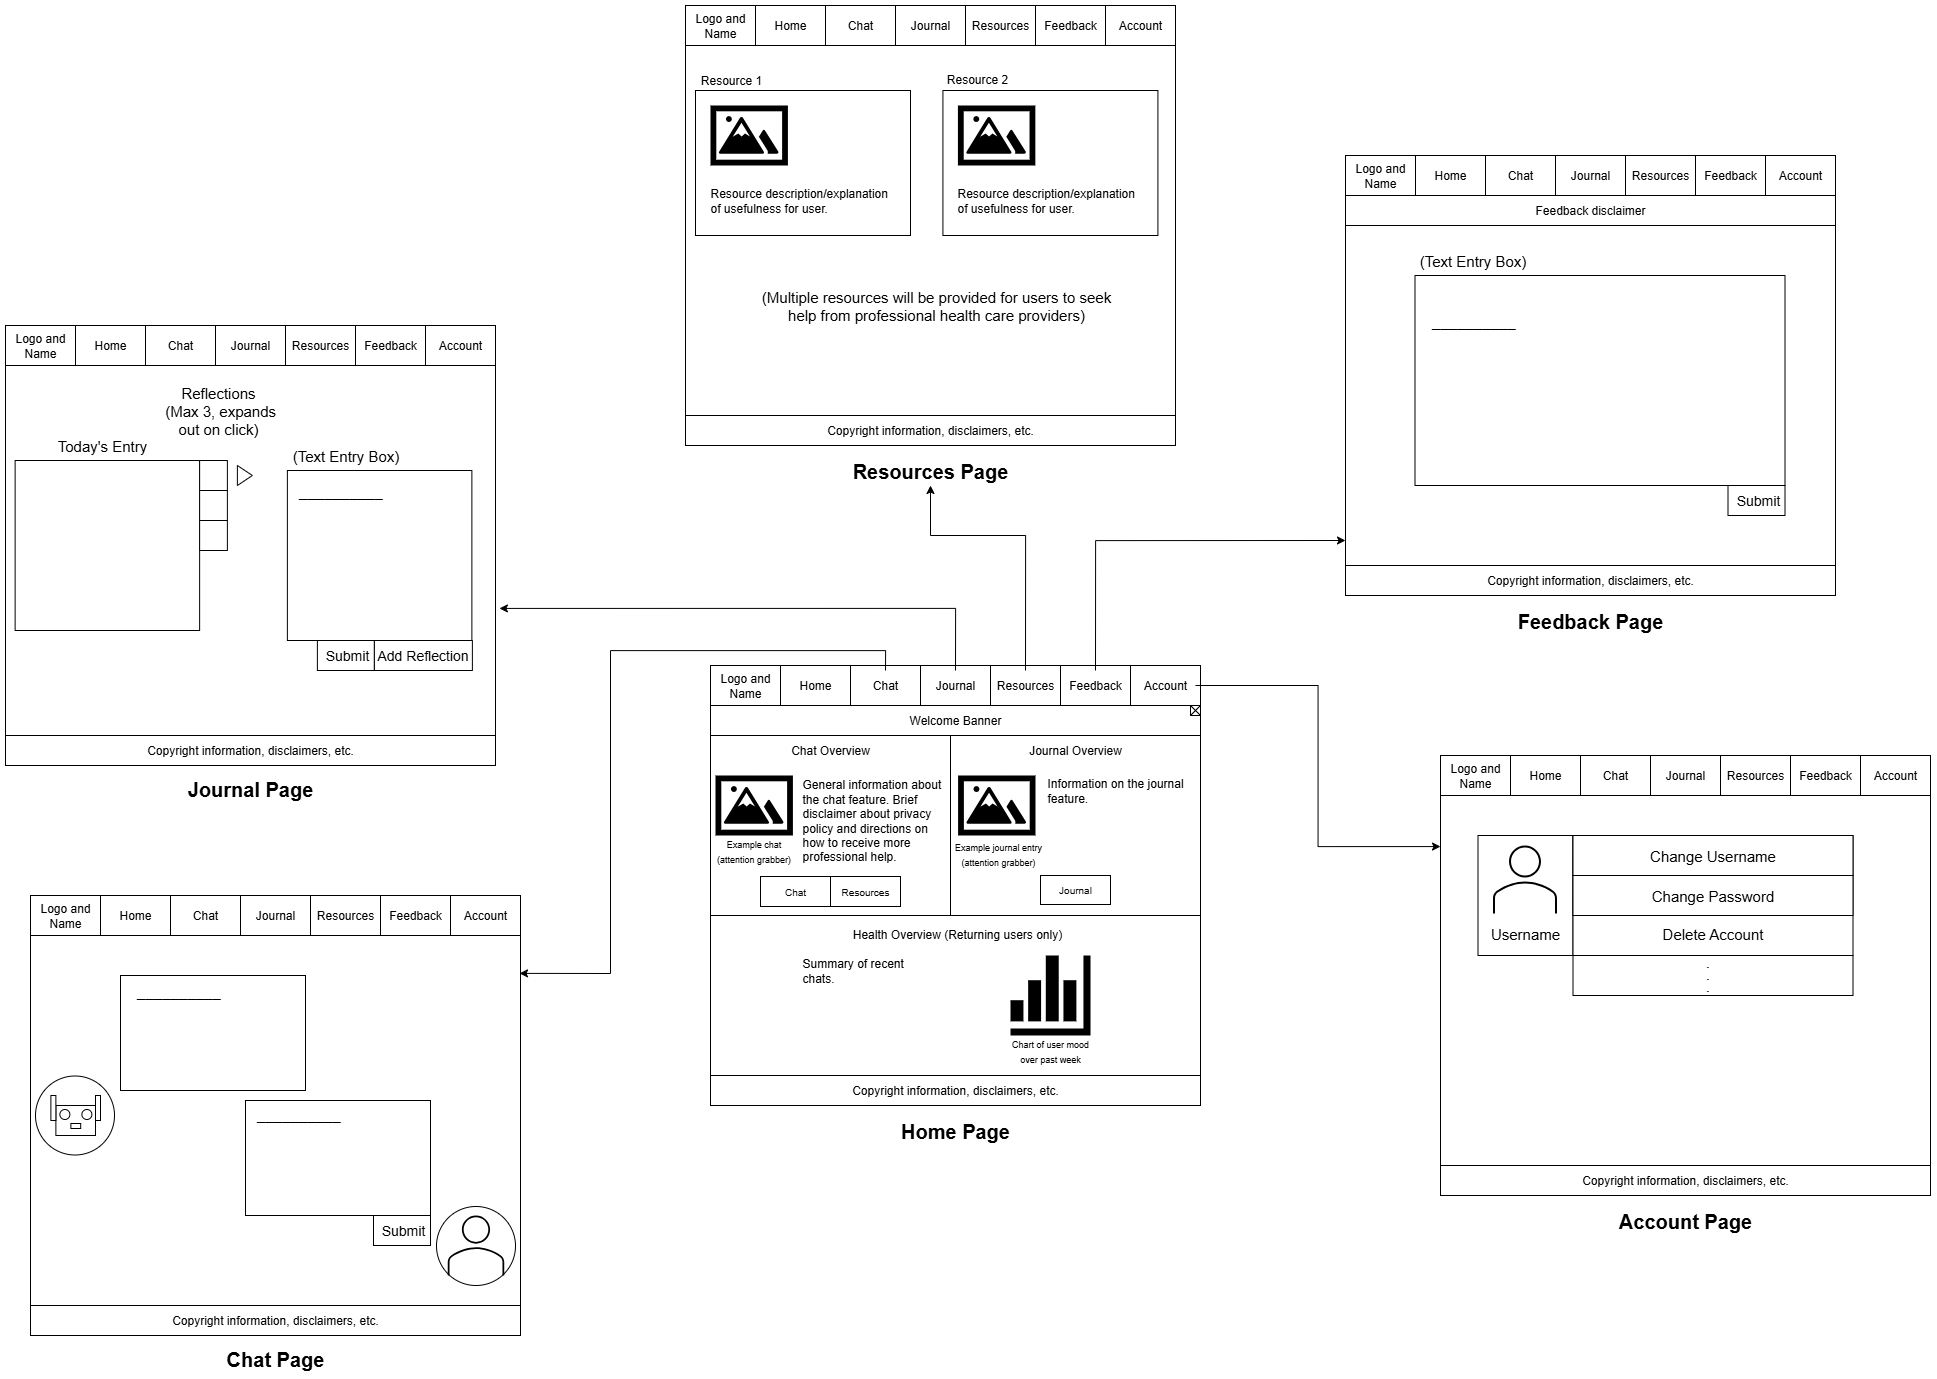 Logo and
Name
Home
Chat
Journal
Resources
Feedback
Account
Resource 1
Resource 2
Resource description/explanation
of usefulness for user.
Resource description/explanation
of usefulness for user.
(Multiple resources will be provided for users to seek
help from professional health care providers)
Copyright information, disclaimers, etc.
Resources Page
Logo and
Name
Home
Chat
Journal
Resources
Feedback
Account
Feedback disclaimer
(Text Entry Box)
Submit
Copyright information, disclaimers, etc.
Feedback Page
Logo and
Name
Home
Chat
Journal
Resources
Feedback
Account
Reflections
(Max 3, expands
out on click)
Today's Entry
(Text Entry Box)
Submit
Add Reflection
Copyright information, disclaimers, etc.
Journal Page
Logo and
Name
Home
Chat
Journal
Resources
Feedback
Account
Welcome Banner
Chat Overview
General information about
the chat feature. Brief
disclaimer about privacy
policy and directions on
how to receive more
professional help.
Example chat
(attention grabber)
Chat
Resources
Journal Overview
Information on the journal
feature.
Example journal entry
(attention grabber)
Journal
Health Overview (Returning users only)
Summary of recent
chats.
Chart of user mood
over past week
Copyright information, disclaimers, etc.
Home Page
Logo and
Name
Home
Chat
Journal
Resources
Feedback
Account
Change Username
Change Password
Username
Delete Account
.
.
.
Copyright information, disclaimers, etc.
Account Page
Logo and
Name
Home
Chat
Journal
Resources
Feedback
Account
Submit
Copyright information, disclaimers, etc.
Chat Page